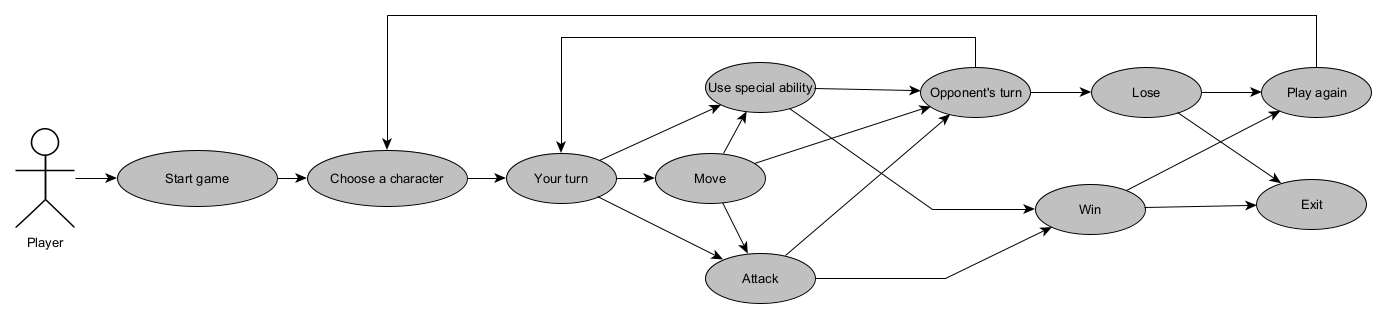 Player
Start game
Choose a character
Your turn
Use special ability
Move
Attack
Opponent's turn
Lose
Win
Play again
Exit